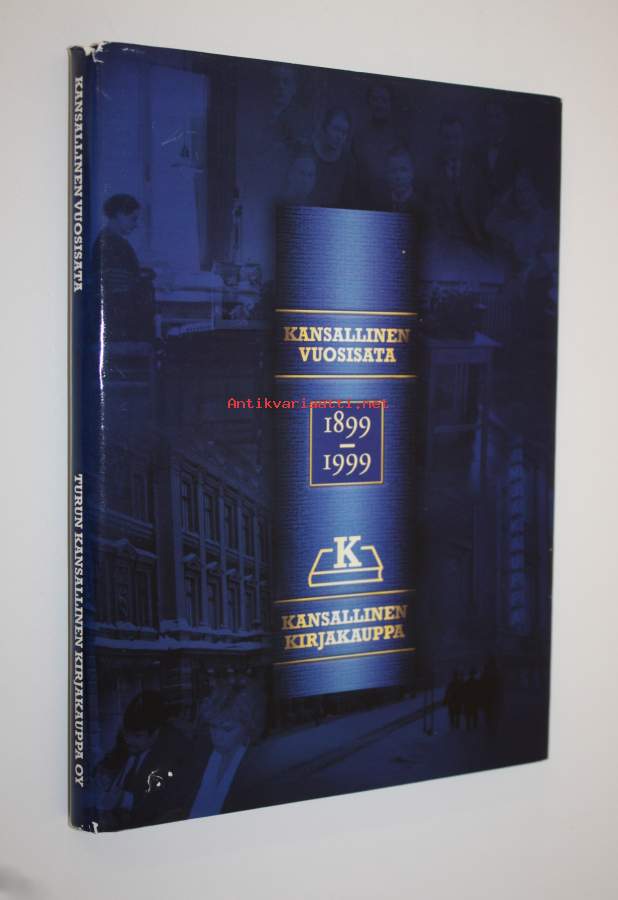 KANSALLINEN VUOSISATA
TURUN KANSALLINEN KIRJAKAUPPA OY
KANSALLINEN
VUOSISATA
Antikvariaatti.net
1899
–
1999
K
KANSALLINEN
KIRJAKAUPPA